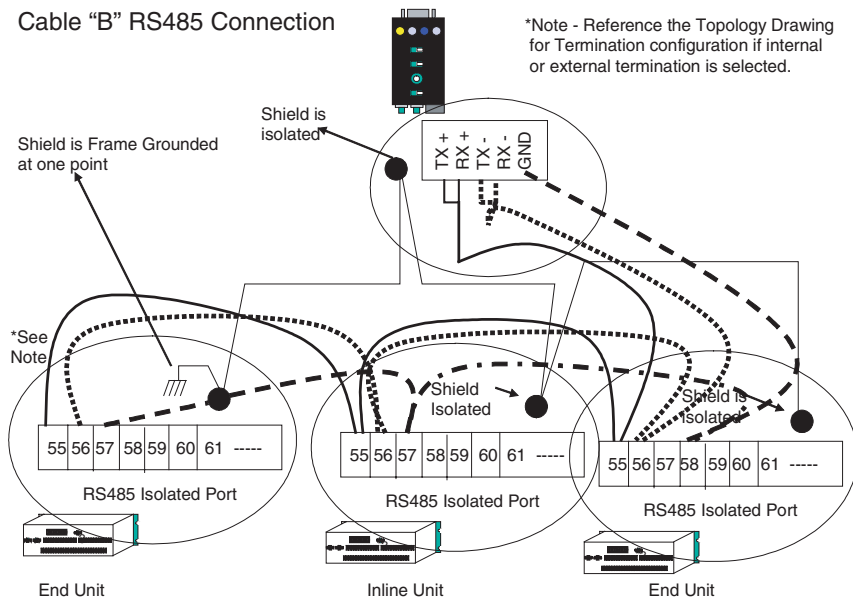 Cable “B” RS485 Connection
*Note - Reference the Topology Drawing
for Termination configuration if internal
or external termination is selected.
Shield is
isolated
Shield is Frame Grounded
at one point
TX +
RX +
TX -
RX -
GND
*See
Note
Shield
Isolated
Shield is
Isolated
55 56 57 58 59 60 61 -----
55 56 57 58 59 60 61 -----
55 56 57 58 59 60 61 -----
RS485 Isolated Port
RS485 Isolated Port
RS485 Isolated Port
End Unit
Inline Unit
End Unit